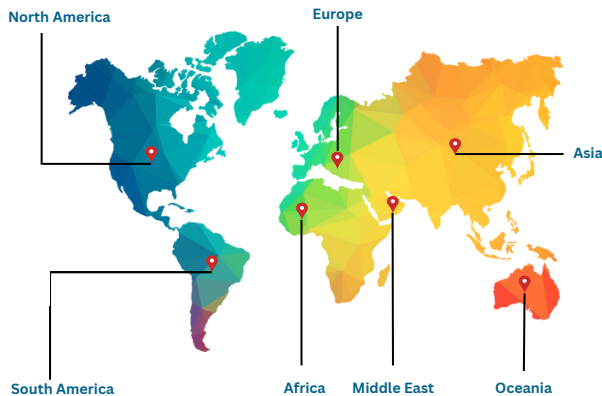 North America
Europe
Asia
South America
Africa
Middle East
Oceania